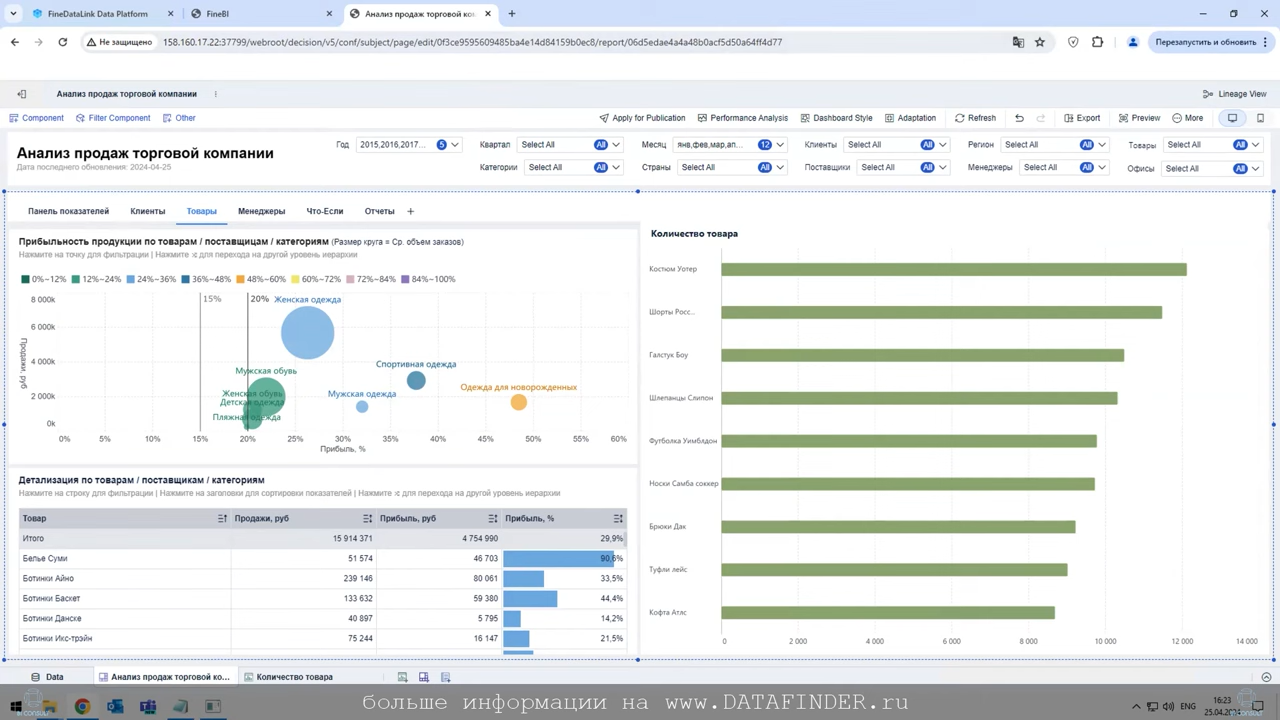 FineDataLink Data Platform
FineBI
Анализ продаж торговой ко
Не защищено
158.160.17.22:37799/webroot/decision/v5/conf/subject/page/edit/0f3ce9595609485ba4e14d84159b0ec8/report/06d5edae4a4a48b0acf5d50a64ff4d77
Перезапустить и обновить
Анализ продаж торговой компании
Lineage View
Component
Filter Component
Other
Apply for Publication
Performance Analysis
Dashboard Style
Adaptation
Refresh
Export
Preview
More
Анализ продаж торговой компании
Дата последнего обновления: 2024-04-25
Год 2015,2016,2017... 5
Квартал Select All All
Месяц янв,фев,мар,ап... 12
Клиенты Select All All
Регион Select All All
Товары Select All All
Категории Select All All
Страны Select All All
Поставщики Select All All
Менеджеры Select All All
Офисы Select All All
Панель показателей Клиенты Товары Менеджеры Что-Если Отчеты +
Прибыльность продукции по товарам / поставщицам / категориям (Размер круга = Ср. объем заказов)
Нажмите на точку для фильтрации | Нажмите :с для перехода на другой уровень иерархии
0%~12% 12%~24% 24%~36% 36%~48% 48%~60% 60%~72% 72%~84% 84%~100%
8 000k
6 000k
4 000k
2 000k
0k
Продажи, руб
15%
20%
Женская одежда
Спортивная одежда
Мужская обувь
Одежда для новорожденных
Женская обувь
Мужская одежда
Детская одежда
Пляжная одежда
0% 5% 10% 15% 20% 25% 30% 35% 40% 45% 50% 55% 60%
Прибыль, %
Детализация по товарам / поставщикам / категориям
Нажмите на строку для фильтрации | Нажмите на заголовки для сортировки показателей | Нажмите :с для перехода на другой уровень иерархии
Товар Продажи, руб Прибыль, руб Прибыль, %
Итого 15 914 371 4 754 990 29,9%
Белье Суми 51 574 46 703 90,6%
Ботинки Айно 239 146 80 061 33,5%
Ботинки Баскет 133 632 59 380 44,4%
Ботинки Данске 40 897 5 795 14,2%
Ботинки Икс-трэйн 75 244 16 147 21,5%
Количество товара
Костюм Уотер
Шорты Росс..
Галстук Боу
Шлепанцы Слипон
Футболка Уимблдон
Носки Самба соккер
Брюки Дак
Туфли лейс
Кофта Атлс
0 2 000 4 000 6 000 8 000 10 000 12 000 14 000
Data
Анализ продаж торговой ко...
Количество товара
больше информации на www.DATAFINDER.ru
ENG
16:23